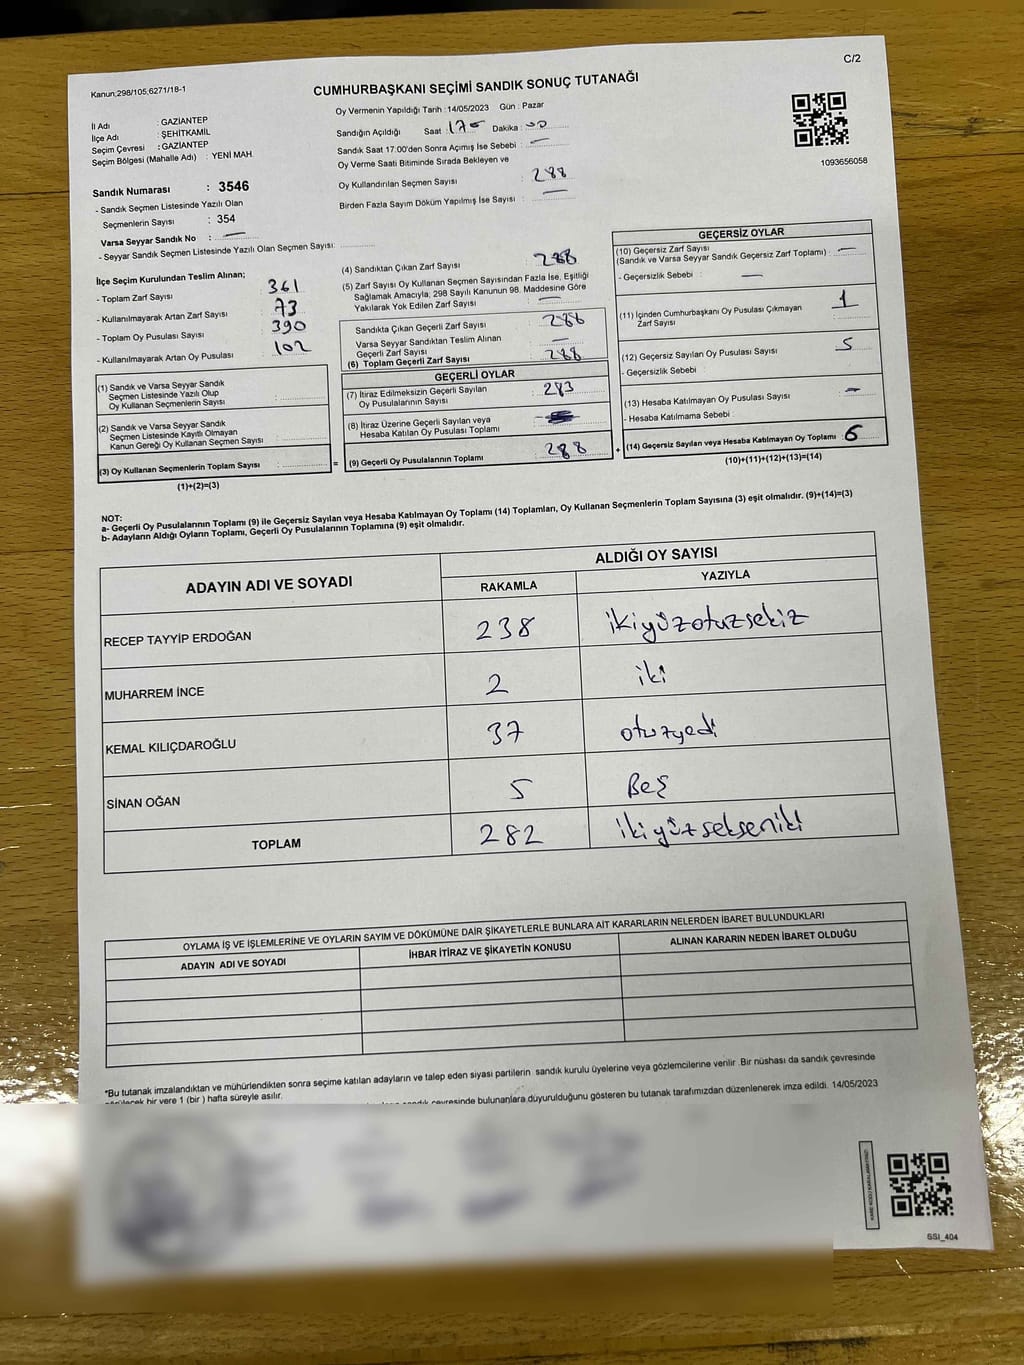 C/2
Kanun;298/105;6271/18-1
CUMHURBAŞKANI SEÇİMİ SANDIK SONUÇ TUTANAĞI
Oy Vermenin Yapıldığı Tarih : 14/05/2023 Gün : Pazar
İl Adı : GAZİANTEP
İlçe Adı : ŞEHİTKAMİL
Seçim Çevresi : GAZİANTEP
Seçim Bölgesi (Mahalle Adı) : YENİ MAH.
Sandığın Açıldığı Saat : Dakika :
Sandık Saat 17:00'den Sonra Açımış İse Sebebi : —
Oy Verme Saati Bitiminde Sırada Bekleyen ve
Oy Kullandırılan Seçmen Sayısı : 288
Birden Fazla Sayım Döküm Yapılmış İse Sayısı : —
1093656058
Sandık Numarası : 3546
- Sandık Seçmen Listesinde Yazılı Olan
Seçmenlerin Sayısı : 354
Varsa Seyyar Sandık No : —
- Seyyar Sandık Seçmen Listesinde Yazılı Olan Seçmen Sayısı:
İlçe Seçim Kurulundan Teslim Alınan;
- Toplam Zarf Sayısı : 361
- Kullanılmayarak Artan Zarf Sayısı : 73
- Toplam Oy Pusulası Sayısı : 390
- Kullanılmayarak Artan Oy Pusulası : 102
(1) Sandık ve Varsa Seyyar Sandık
Seçmen Listesinde Yazılı Olup
Oy Kullanan Seçmenlerin Sayısı :
(2) Sandık ve Varsa Seyyar Sandık
Seçmen Listesinde Kayıtlı Olmayan
Kanun Gereği Oy Kullanan Seçmen Sayısı :
(3) Oy Kullanan Seçmenlerin Toplam Sayısı :
(1)+(2)=(3)
(4) Sandıktan Çıkan Zarf Sayısı : 288
(5) Zarf Sayısı Oy Kullanan Seçmen Sayısından Fazla İse, Eşitliği
Sağlamak Amacıyla; 298 Sayılı Kanunun 98. Maddesine Göre
Yakılarak Yok Edilen Zarf Sayısı : —
Sandıkta Çıkan Geçerli Zarf Sayısı : 288
Varsa Seyyar Sandıktan Teslim Alınan
Geçerli Zarf Sayısı : —
(6) Toplam Geçerli Zarf Sayısı : 288
GEÇERLİ OYLAR
(7) İtiraz Edilmeksizin Geçerli Sayılan
Oy Pusulalarının Sayısı : 283
(8) İtiraz Üzerine Geçerli Sayılan veya
Hesaba Katılan Oy Pusulası Toplamı :
= (9) Geçerli Oy Pusulalarının Toplamı : 288
GEÇERSİZ OYLAR
(10) Geçersiz Zarf Sayısı
(Sandık ve Varsa Seyyar Sandık Geçersiz Zarf Toplamı) : —
- Geçersizlik Sebebi : —
(11) İçinden Cumhurbaşkanı Oy Pusulası Çıkmayan
Zarf Sayısı : 1
(12) Geçersiz Sayılan Oy Pusulası Sayısı : 5
- Geçersizlik Sebebi :
(13) Hesaba Katılmayan Oy Pusulası Sayısı : —
- Hesaba Katılmama Sebebi :
+ (14) Geçersiz Sayılan veya Hesaba Katılmayan Oy Toplamı : 6
(10)+(11)+(12)+(13)=(14)
NOT:
a- Geçerli Oy Pusulalarının Toplamı (9) ile Geçersiz Sayılan veya Hesaba Katılmayan Oy Toplamı (14) Toplamları, Oy Kullanan Seçmenlerin Toplam Sayısına (3) eşit olmalıdır. (9)+(14)=(3)
b- Adayların Aldığı Oyların Toplamı, Geçerli Oy Pusulalarının Toplamına (9) eşit olmalıdır.
ADAYIN ADI VE SOYADI
ALDIĞI OY SAYISI
RAKAMLA YAZIYLA
RECEP TAYYİP ERDOĞAN 238 ikiyüzotuzsekiz
MUHARREM İNCE 2 iki
KEMAL KILIÇDAROĞLU 37 otuzyedi
SİNAN OĞAN 5 Beş
TOPLAM 282 ikiyüzsekseniki
OYLAMA İŞ VE İŞLEMLERİNE VE OYLARIN SAYIM VE DÖKÜMÜNE DAİR ŞİKAYETLERLE BUNLARA AİT KARARLARIN NELERDEN İBARET BULUNDUKLARI
ADAYIN ADI VE SOYADI İHBAR İTİRAZ VE ŞİKAYETİN KONUSU ALINAN KARARIN NEDEN İBARET OLDUĞU
*Bu tutanak imzalandıktan ve mühürlendikten sonra seçime katılan adayların ve talep eden siyasi partilerin sandık kurulu üyelerine veya gözlemcilerine verilir .Bir nüshası da sandık çevresinde
görülecek bir yere 1 (bir ) hafta süreyle asılır.
sandık çevresinde bulunanlara duyurulduğunu gösteren bu tutanak tarafımızdan düzenlenerek imza edildi. 14/05/2023
SSI_404